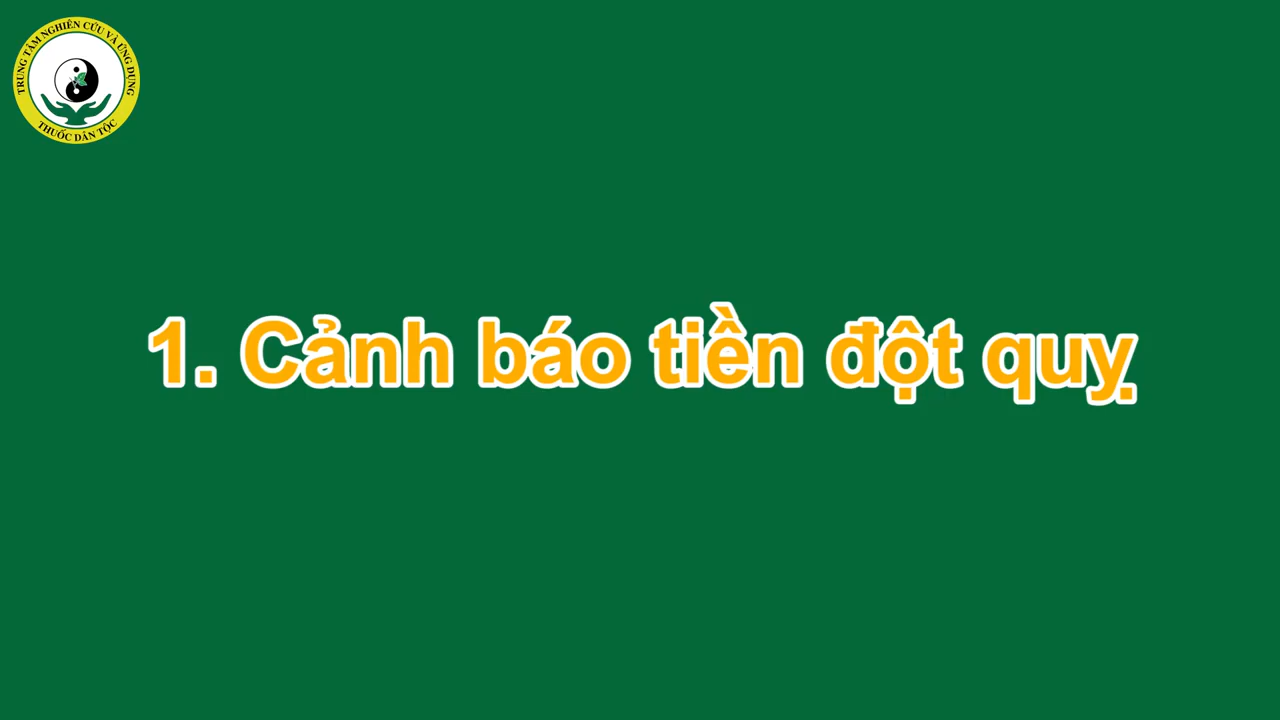 TRUNG TÂM NGHIÊN CỨU VÀ ỨNG DỤNG
THUỐC DÂN TỘC
1. Cảnh báo tiền đột quỵ